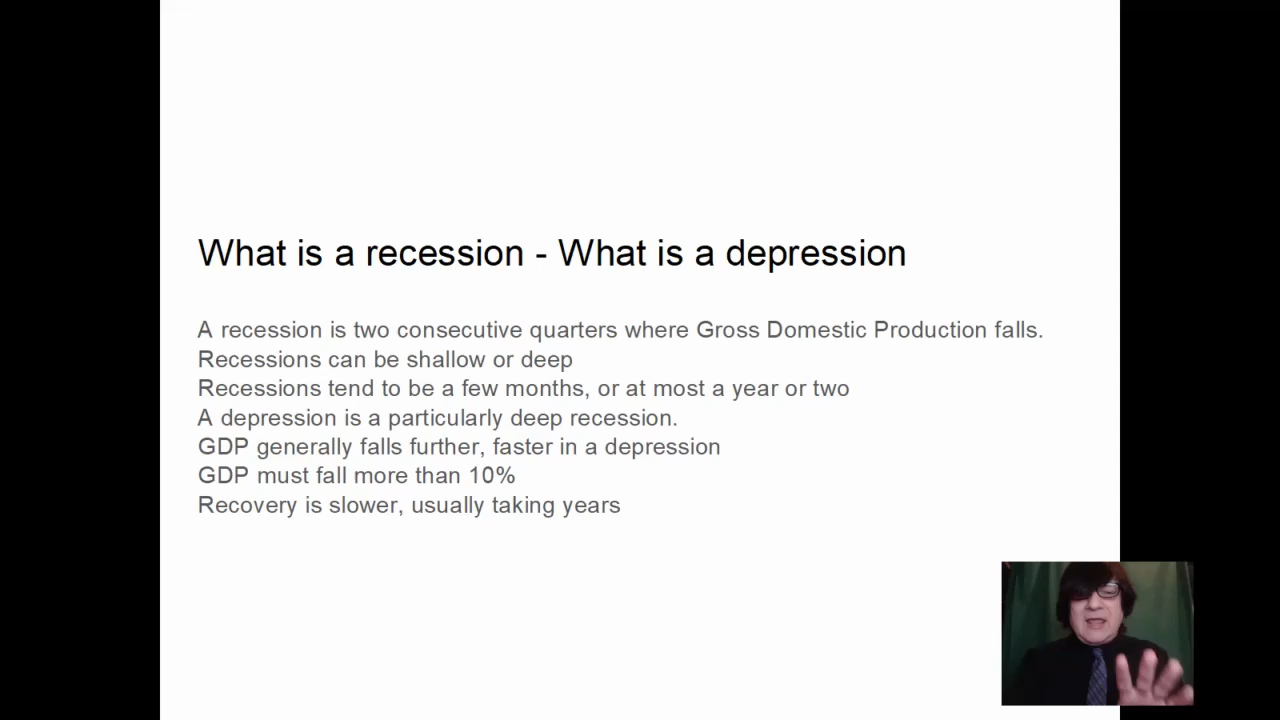 What is a recession - What is a depression
A recession is two consecutive quarters where Gross Domestic Production falls.
Recessions can be shallow or deep
Recessions tend to be a few months, or at most a year or two
A depression is a particularly deep recession.
GDP generally falls further, faster in a depression
GDP must fall more than 10%
Recovery is slower, usually taking years